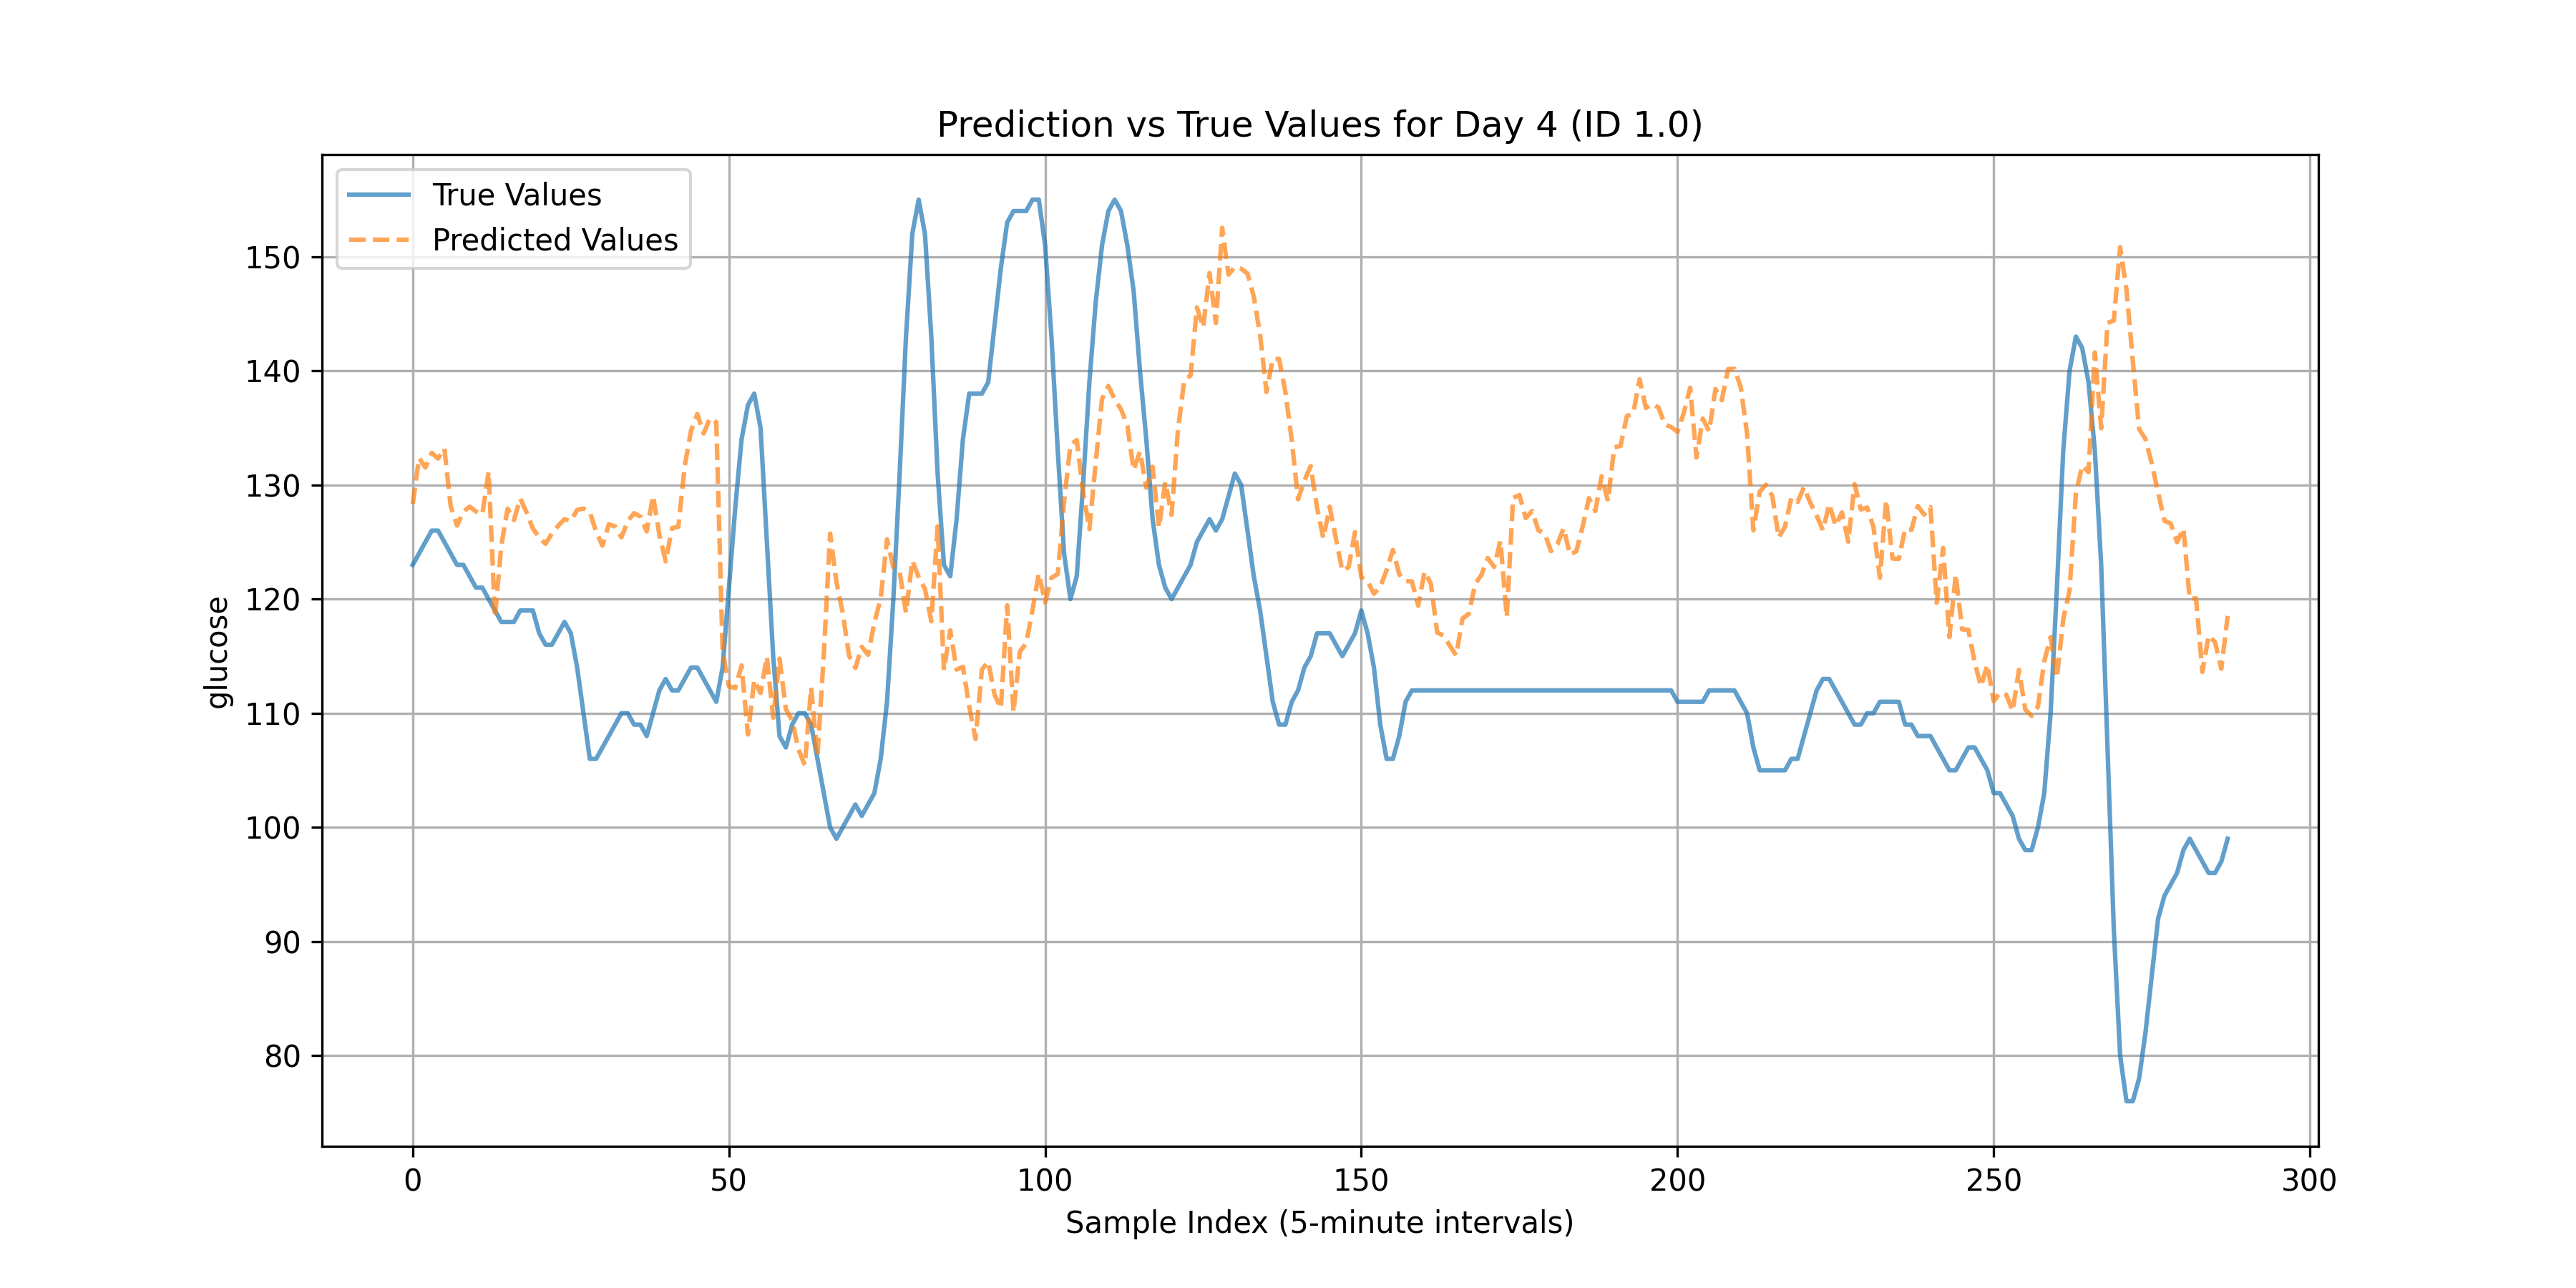 Prediction vs True Values for Day 4 (ID 1.0)
True Values
Predicted Values
150
140
130
120
110
100
90
80
glucose
0 50 100 150 200 250 300
Sample Index (5-minute intervals)